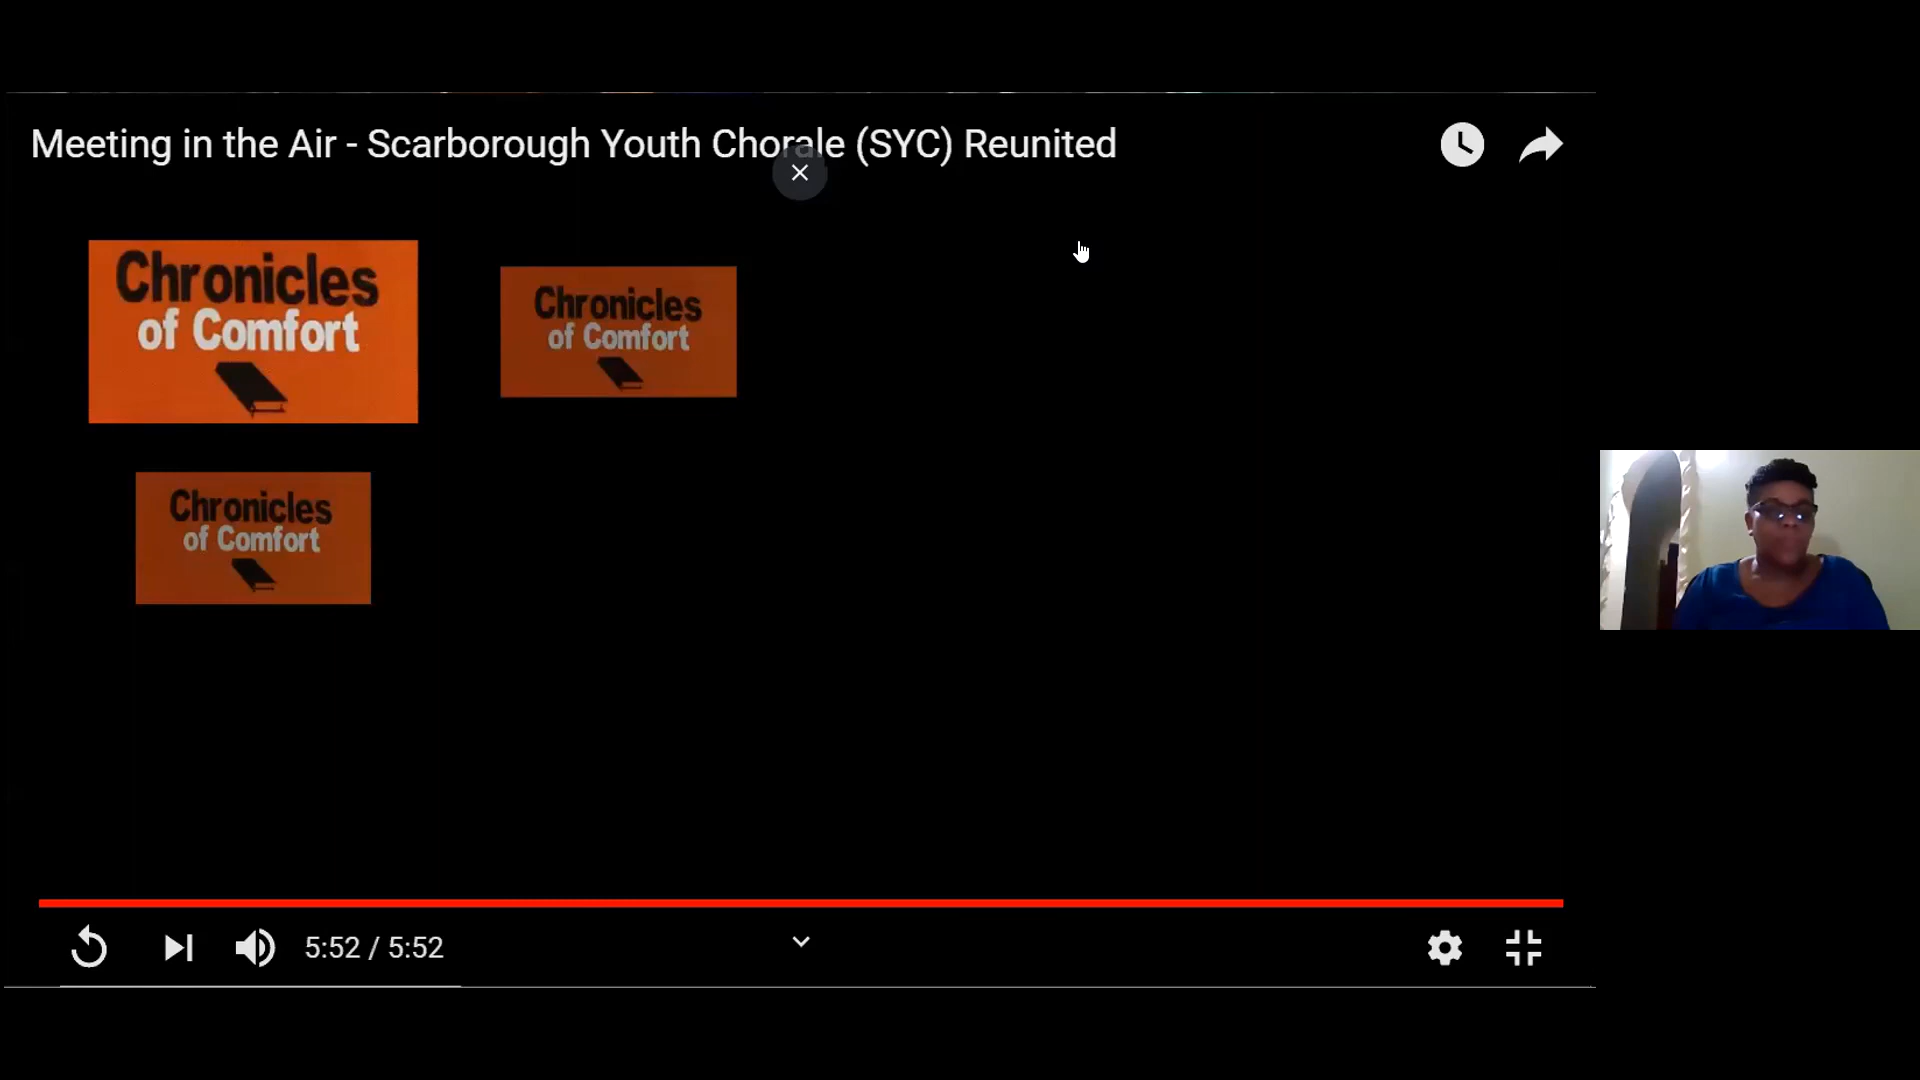 Meeting in the Air - Scarborough Youth Chorale (SYC) Reunited
Chronicles
of Comfort
Chronicles
of Comfort
Chronicles
of Comfort
5:52 / 5:52